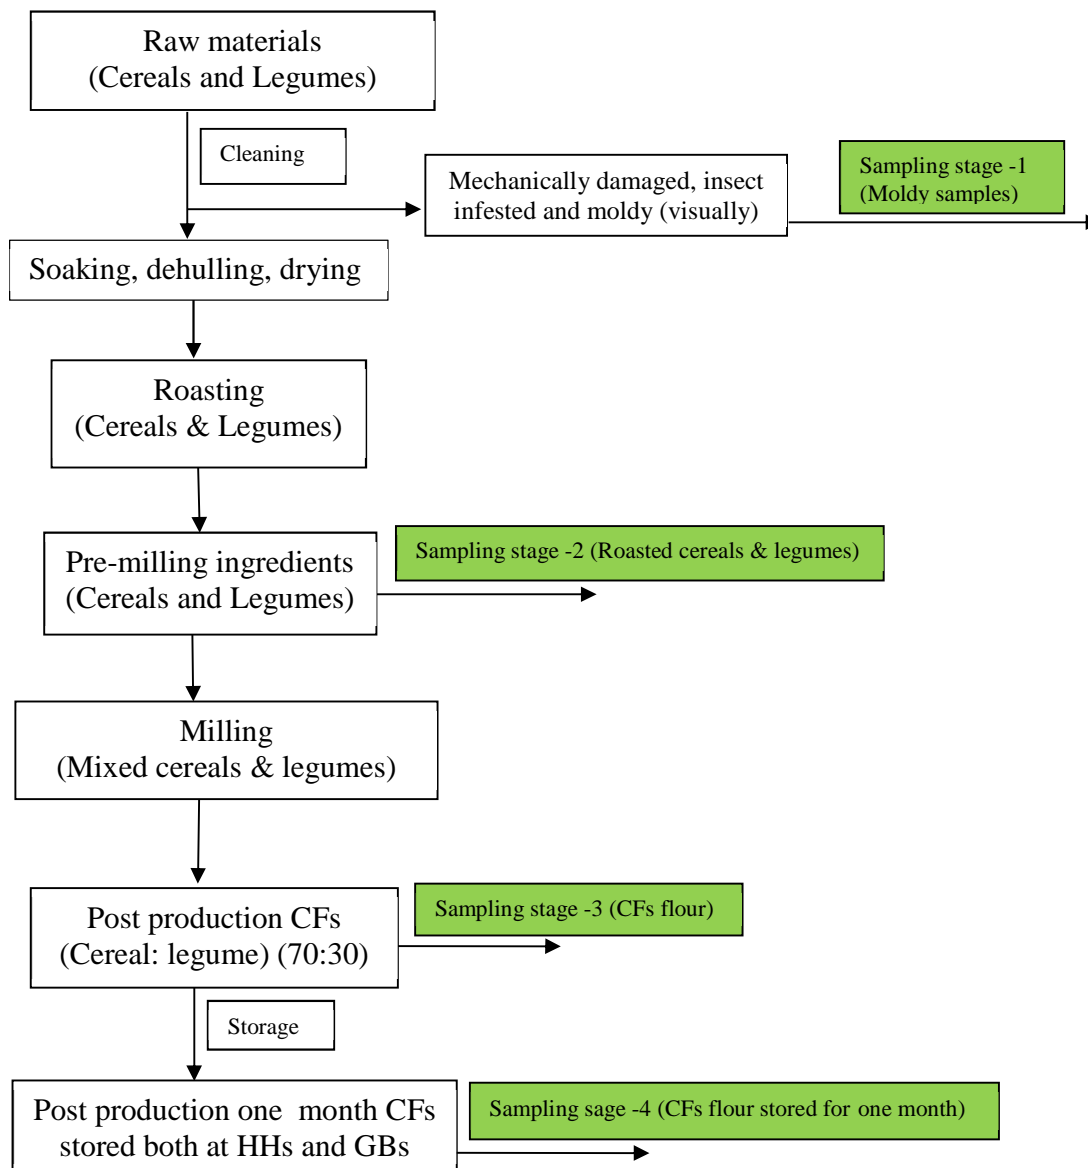 Raw materials
(Cereals and Legumes)
Cleaning
Mechanically damaged, insect
infested and moldy (visually)
Sampling stage -1
(Moldy samples)
Soaking, dehulling, drying
Roasting
(Cereals & Legumes)
Pre-milling ingredients
(Cereals and Legumes)
Sampling stage -2 (Roasted cereals & legumes)
Milling
(Mixed cereals & legumes)
Post production CFs
(Cereal: legume) (70:30)
Sampling stage -3 (CFs flour)
Storage
Post production one month CFs
stored both at HHs and GBs
Sampling sage -4 (CFs flour stored for one month)